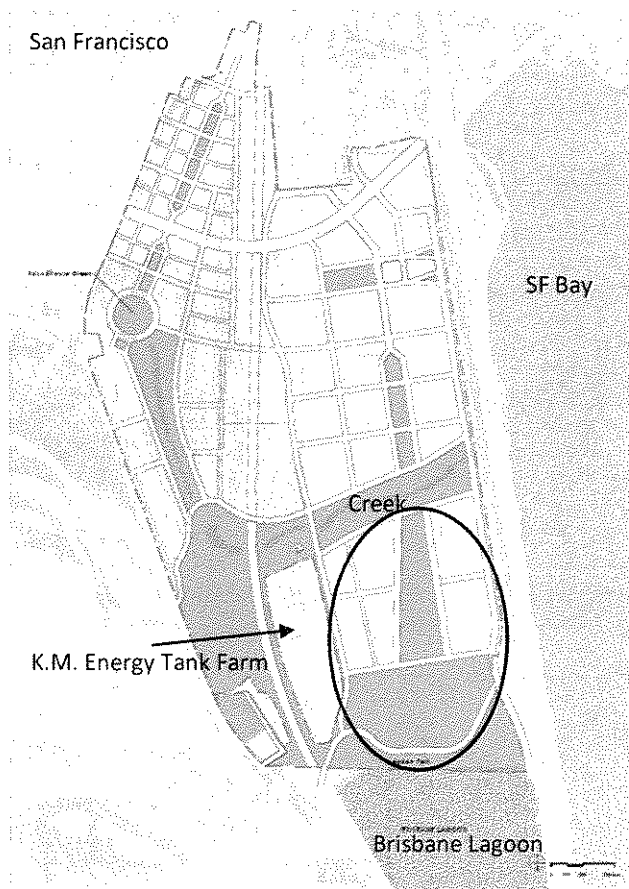 San Francisco
SF Bay
Creek
K.M. Energy Tank Farm
Brisbane Lagoon